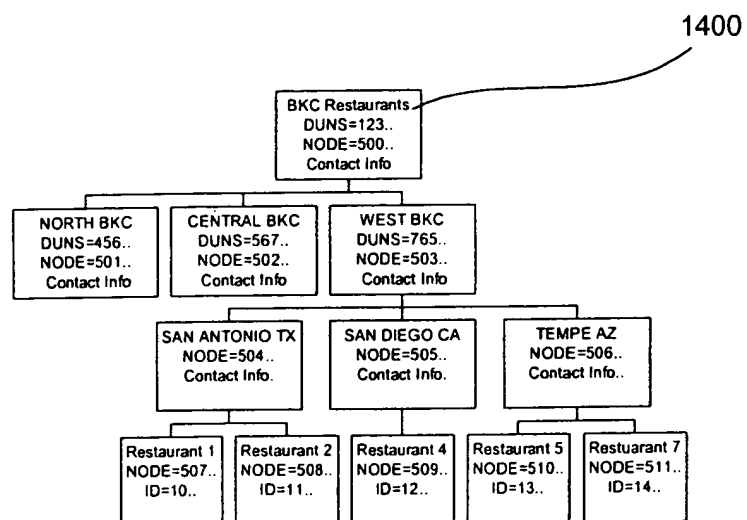 1400
BKC Restaurants
DUNS=123..
NODE=500..
Contact Info
NORTH BKC
DUNS=456..
NODE=501..
Contact Info
CENTRAL BKC
DUNS=567..
NODE=502..
Contact Info
WEST BKC
DUNS=765..
NODE=503..
Contact Info
SAN ANTONIO TX
NODE=504..
Contact Info.
SAN DIEGO CA
NODE=505..
Contact Info.
TEMPE AZ
NODE=506..
Contact Info..
Restaurant 1
NODE=507..
ID=10..
Restaurant 2
NODE=508..
ID=11..
Restaurant 4
NODE=509..
ID=12..
Restaurant 5
NODE=510..
ID=13..
Restuarant 7
NODE=511..
ID=14..